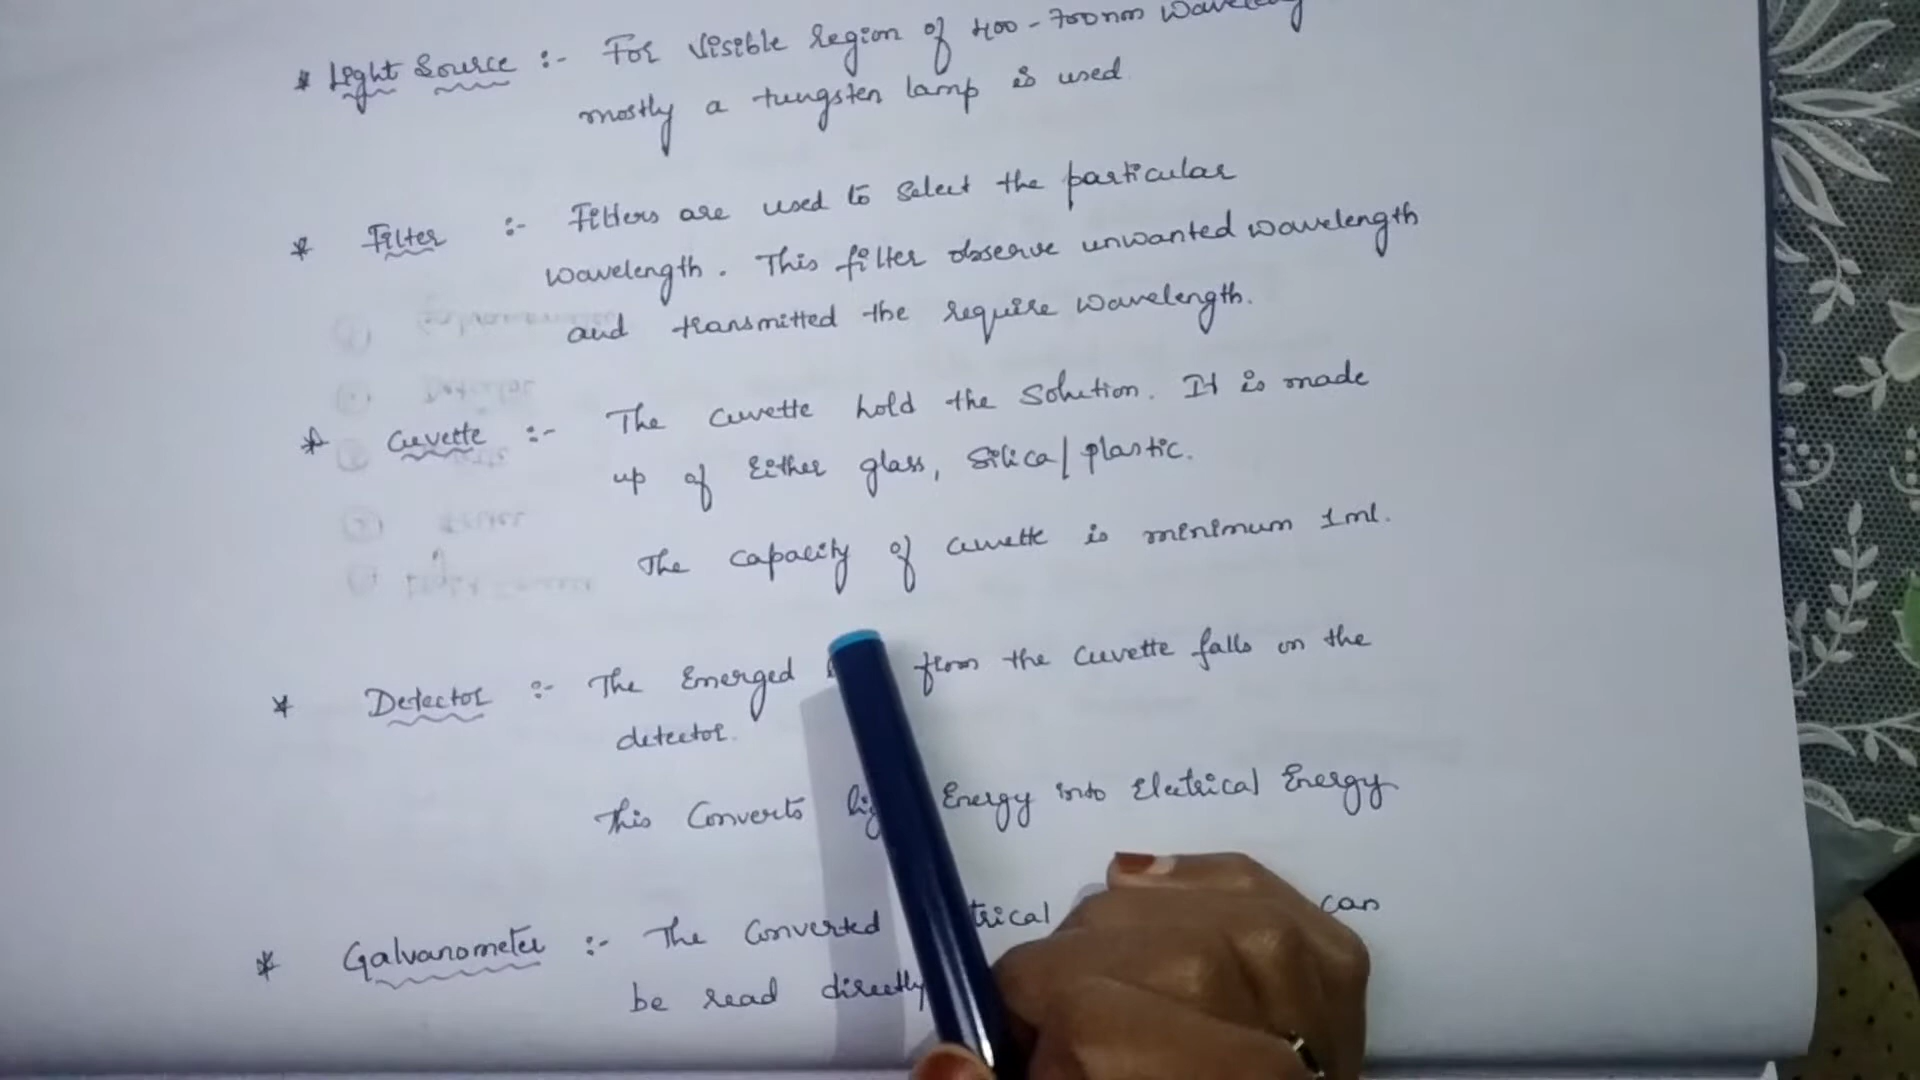 * Light Source :- For Visible region of 400 - 700nm
mostly a tungsten lamp is used.
* Filter :- Filters are used to Select the particular
wavelength. This filter observe unwanted wavelength
and transmitted the require wavelength.
* Cuvette :- The cuvette hold the solution. It is made
up of Either glass, Silica/plastic.
The capacity of cuvette is minimum 1ml.
* Detector :- The Emerged from the cuvette falls on the
detector.
This Converts Energy into Electrical Energy
* Galvanometer :- The Converted can
be read directly